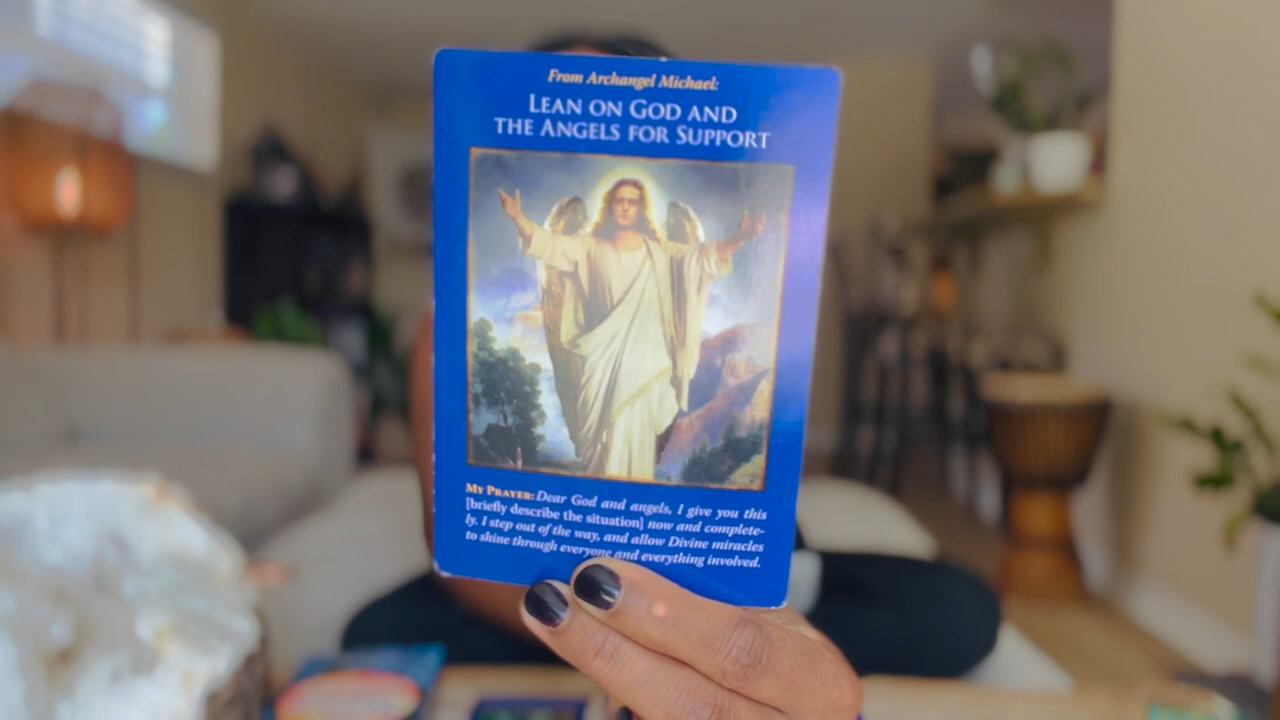 From Archangel Michael:
LEAN ON GOD AND
THE ANGELS FOR SUPPORT
MY PRAYER: Dear God and angels, I give you this
[briefly describe the situation] now and complete-
ly. I step out of the way, and allow Divine miracles
to shine through everyone and everything involved.